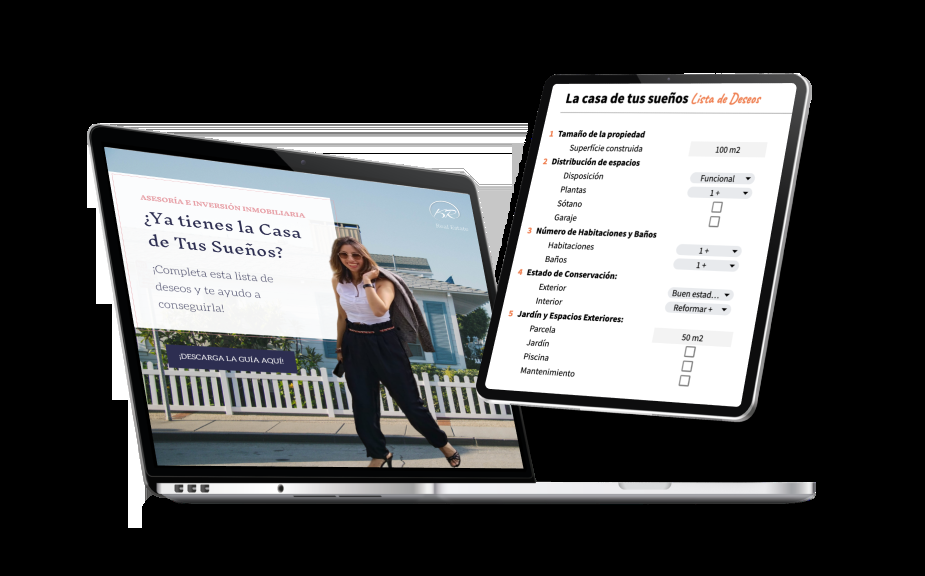 ASESORÍA E INVERSIÓN INMOBILIARIA
¿Ya tienes la Casa
de Tus Sueños?
¡Completa esta lista de
deseos y te ayudo a
conseguirla!
¡DESCARGA LA GUÍA AQUÍ!
La casa de tus sueños Lista de Deseos
1 Tamaño de la propiedad
Superfície construida 100 m2
2 Distribución de espacios
Disposición Funcional
Plantas 1 +
Sótano
Garaje
3 Número de Habitaciones y Baños
Habitaciones 1 +
Baños 1 +
4 Estado de Conservación:
Exterior Buen estad...
Interior Reformar +
5 Jardín y Espacios Exteriores:
Parcela 50 m2
Jardín
Piscina
Mantenimiento